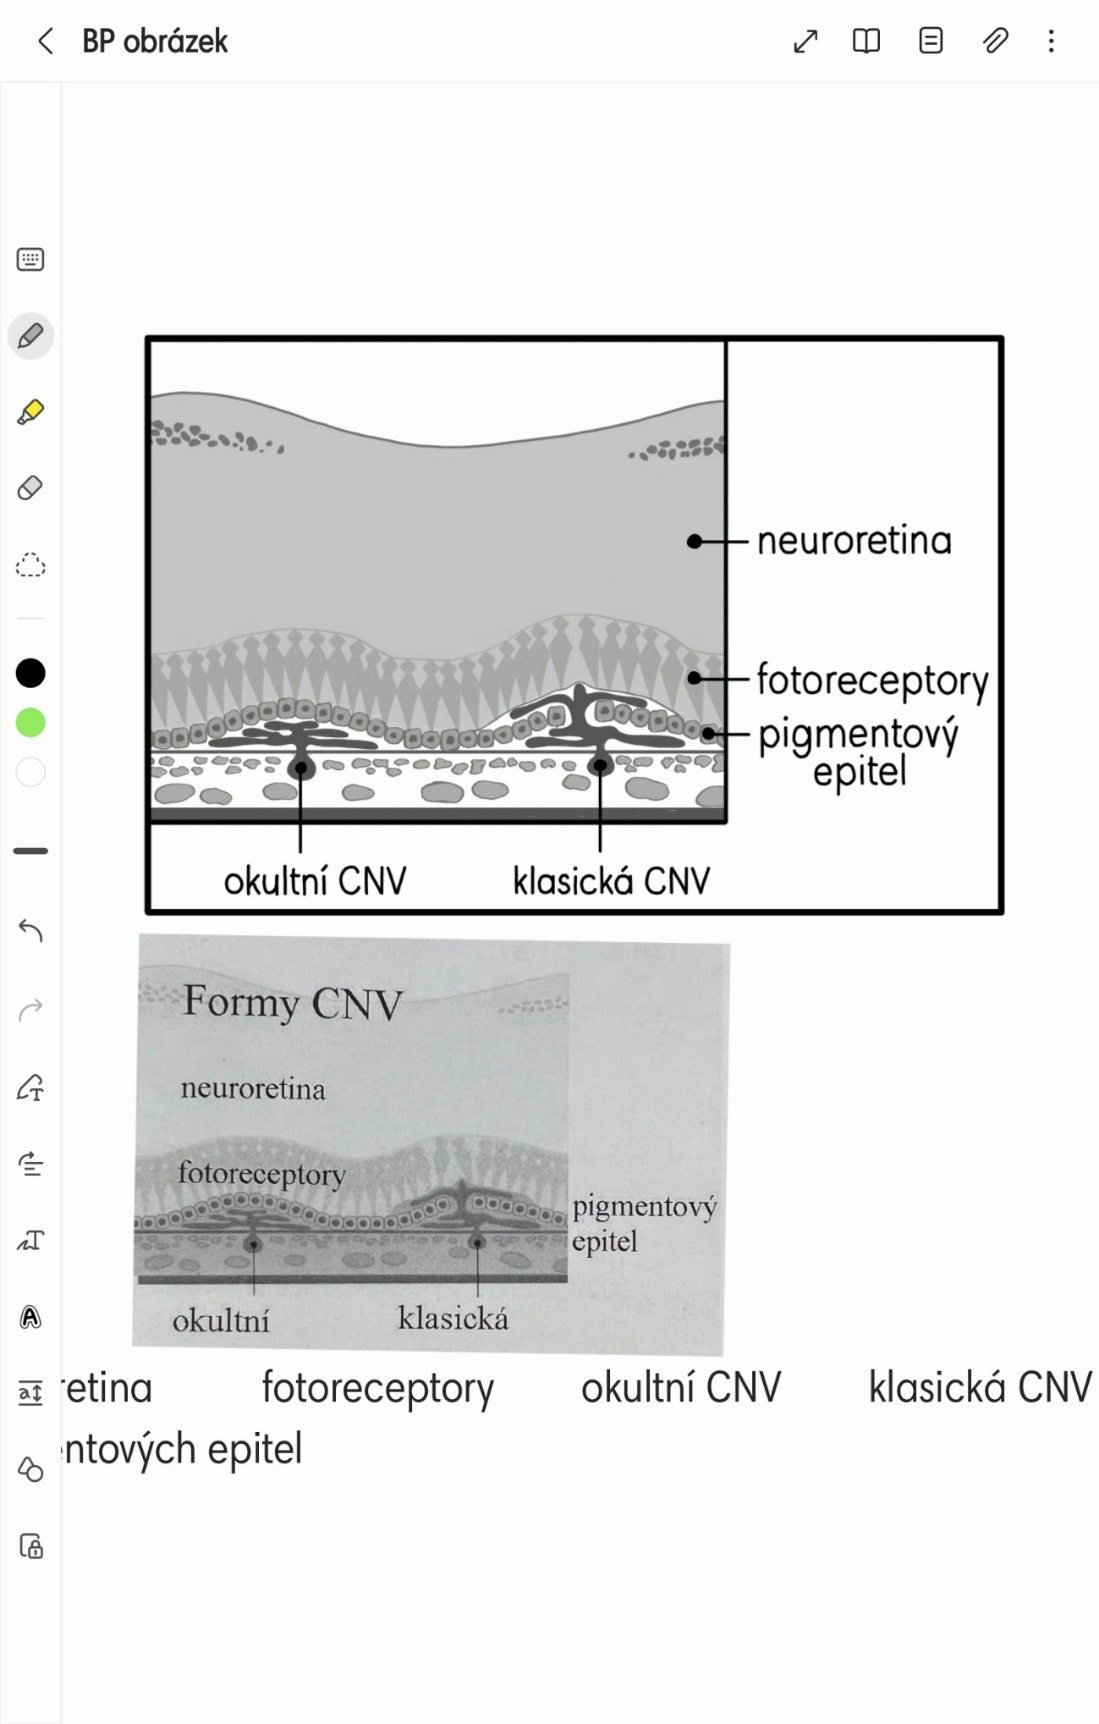 BP obrázek
neuroretina
fotoreceptory
pigmentový
epitel
okultní CNV
klasická CNV
Formy CNV
neuroretina
fotoreceptory
pigmentový
epitel
okultní
klasická
retina fotoreceptory okultní CNV klasická CNV
ntových epitel